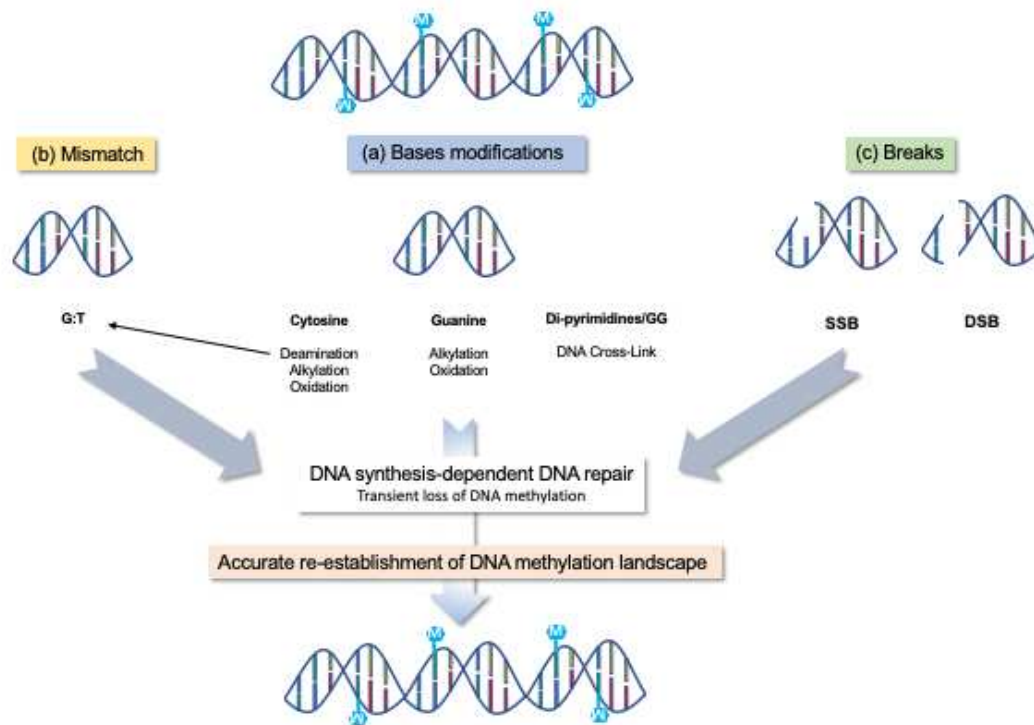 M
M
M
M
(b) Mismatch
(a) Bases modifications
(c) Breaks
G:T
Cytosine
Guanine
Di-pyrimidines/GG
SSB
DSB
Deamination
Alkylation
Oxidation
Alkylation
Oxidation
DNA Cross-Link
DNA synthesis-dependent DNA repair
Transient loss of DNA methylation
Accurate re-establishment of DNA methylation landscape
M
M
M
M